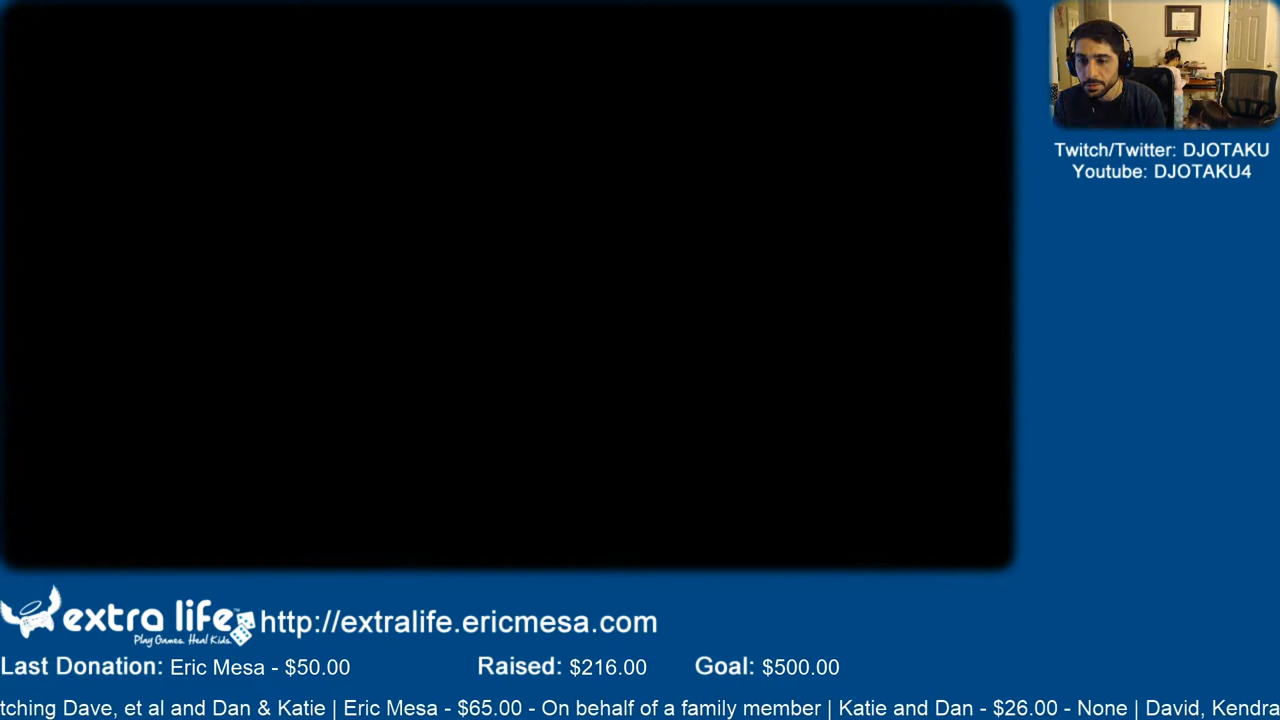 Twitch/Twitter: DJOTAKU
Youtube: DJOTAKU4
extra life
Play Games. Heal Kids.
http://extralife.ericmesa.com
Last Donation: Eric Mesa - $50.00
Raised: $216.00
Goal: $500.00
tching Dave, et al and Dan & Katie | Eric Mesa - $65.00 - On behalf of a family member | Katie and Dan - $26.00 - None | David, Kendra